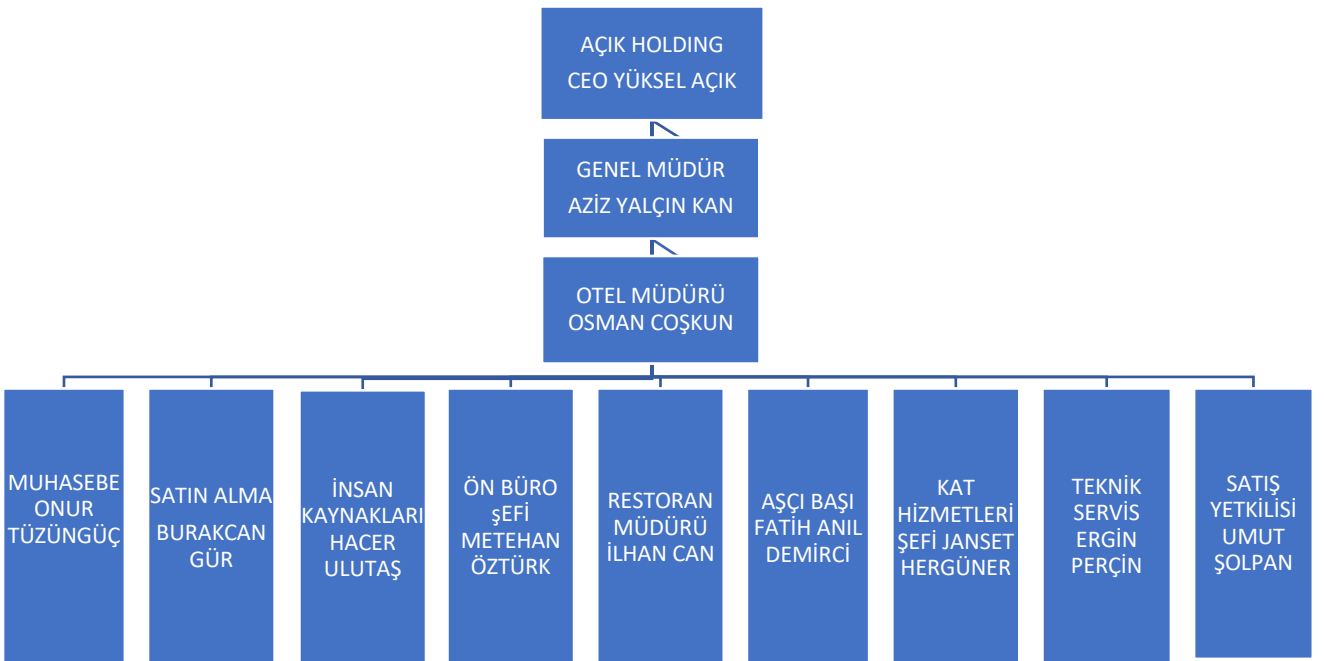 AÇIK HOLDING
CEO YÜKSEL AÇIK
GENEL MÜDÜR
AZİZ YALÇIN KAN
OTEL MÜDÜRÜ
OSMAN COŞKUN
MUHASEBE
ONUR
TÜZÜNGÜÇ
SATIN ALMA
BURAKCAN
GÜR
İNSAN
KAYNAKLARI
HACER
ULUTAŞ
ÖN BÜRO
şEFİ
METEHAN
ÖZTÜRK
RESTORAN
MÜDÜRÜ
İLHAN CAN
AŞÇI BAŞI
FATİH ANIL
DEMİRCİ
KAT
HİZMETLERİ
ŞEFİ JANSET
HERGÜNER
TEKNİK
SERVİS
ERGİN
PERÇİN
SATIŞ
YETKİLİSİ
UMUT
ŞOLPAN